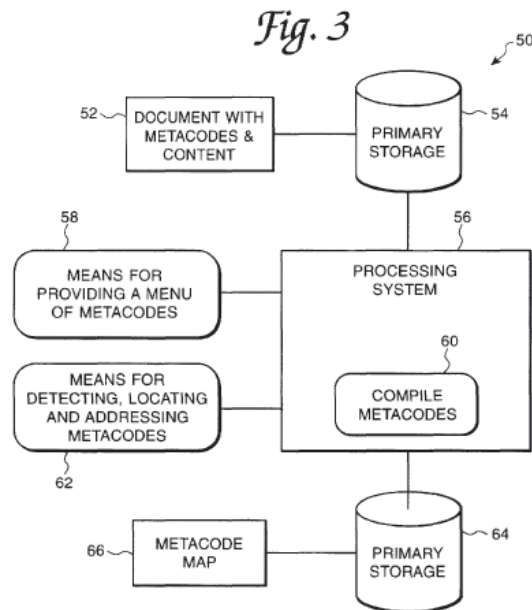 Fig. 3
50
52
DOCUMENT WITH
METACODES &
CONTENT
PRIMARY
STORAGE
54
58
MEANS FOR
PROVIDING A MENU
OF METACODES
56
PROCESSING
SYSTEM
60
COMPILE
METACODES
MEANS FOR
DETECTING, LOCATING
AND ADDRESSING
METACODES
62
66
METACODE
MAP
PRIMARY
STORAGE
64